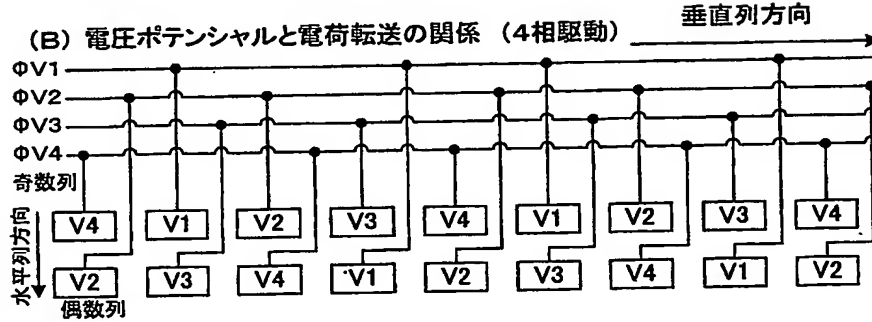 垂直列方向
(B) 電圧ポテンシャルと電荷転送の関係 (4相駆動)
ΦV1
ΦV2
ΦV3
ΦV4
奇数列
V4 V1 V2 V3 V4 V1 V2 V3 V4
水平列方向
V2 V3 V4 V1 V2 V3 V4 V1 V2
偶数列